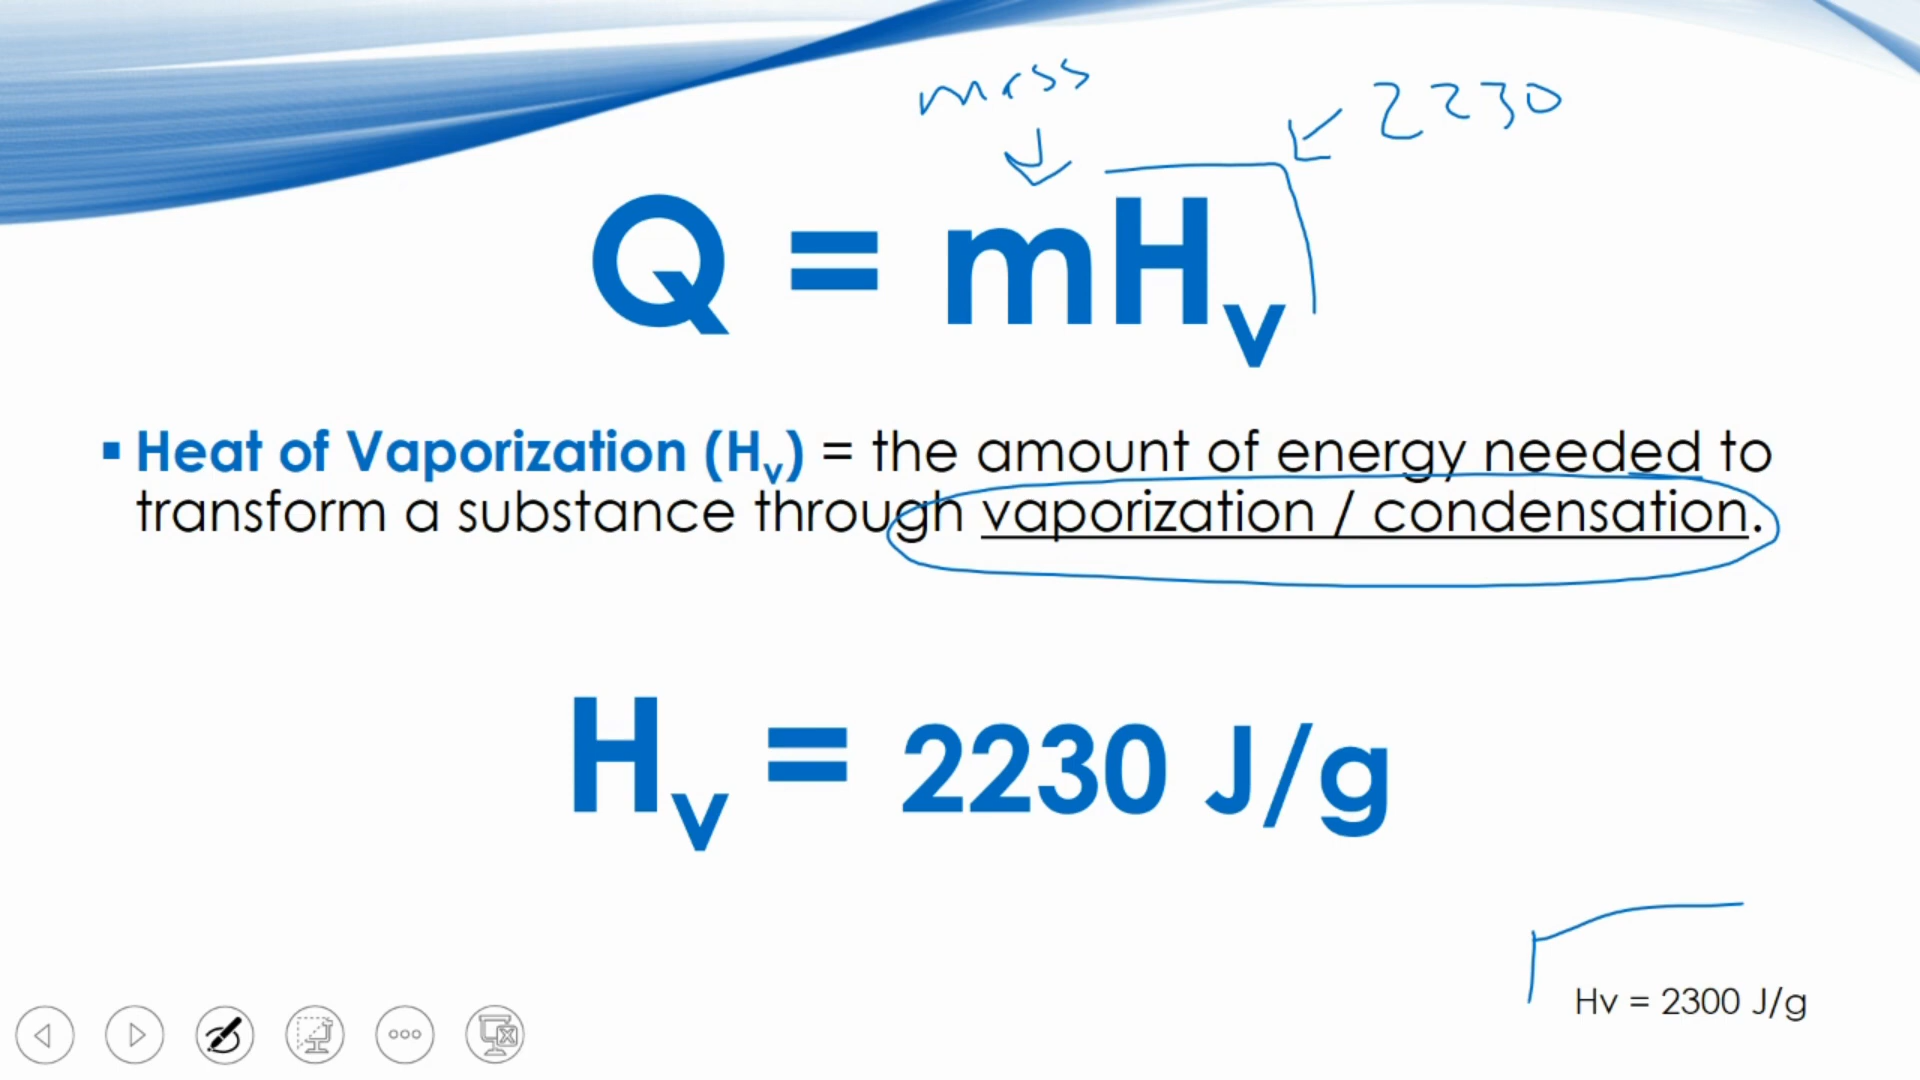 mass
2230
Q = mHv
▪ Heat of Vaporization (Hv) = the amount of energy needed to
transform a substance through vaporization / condensation.
Hv = 2230 J/g
Hv = 2300 J/g